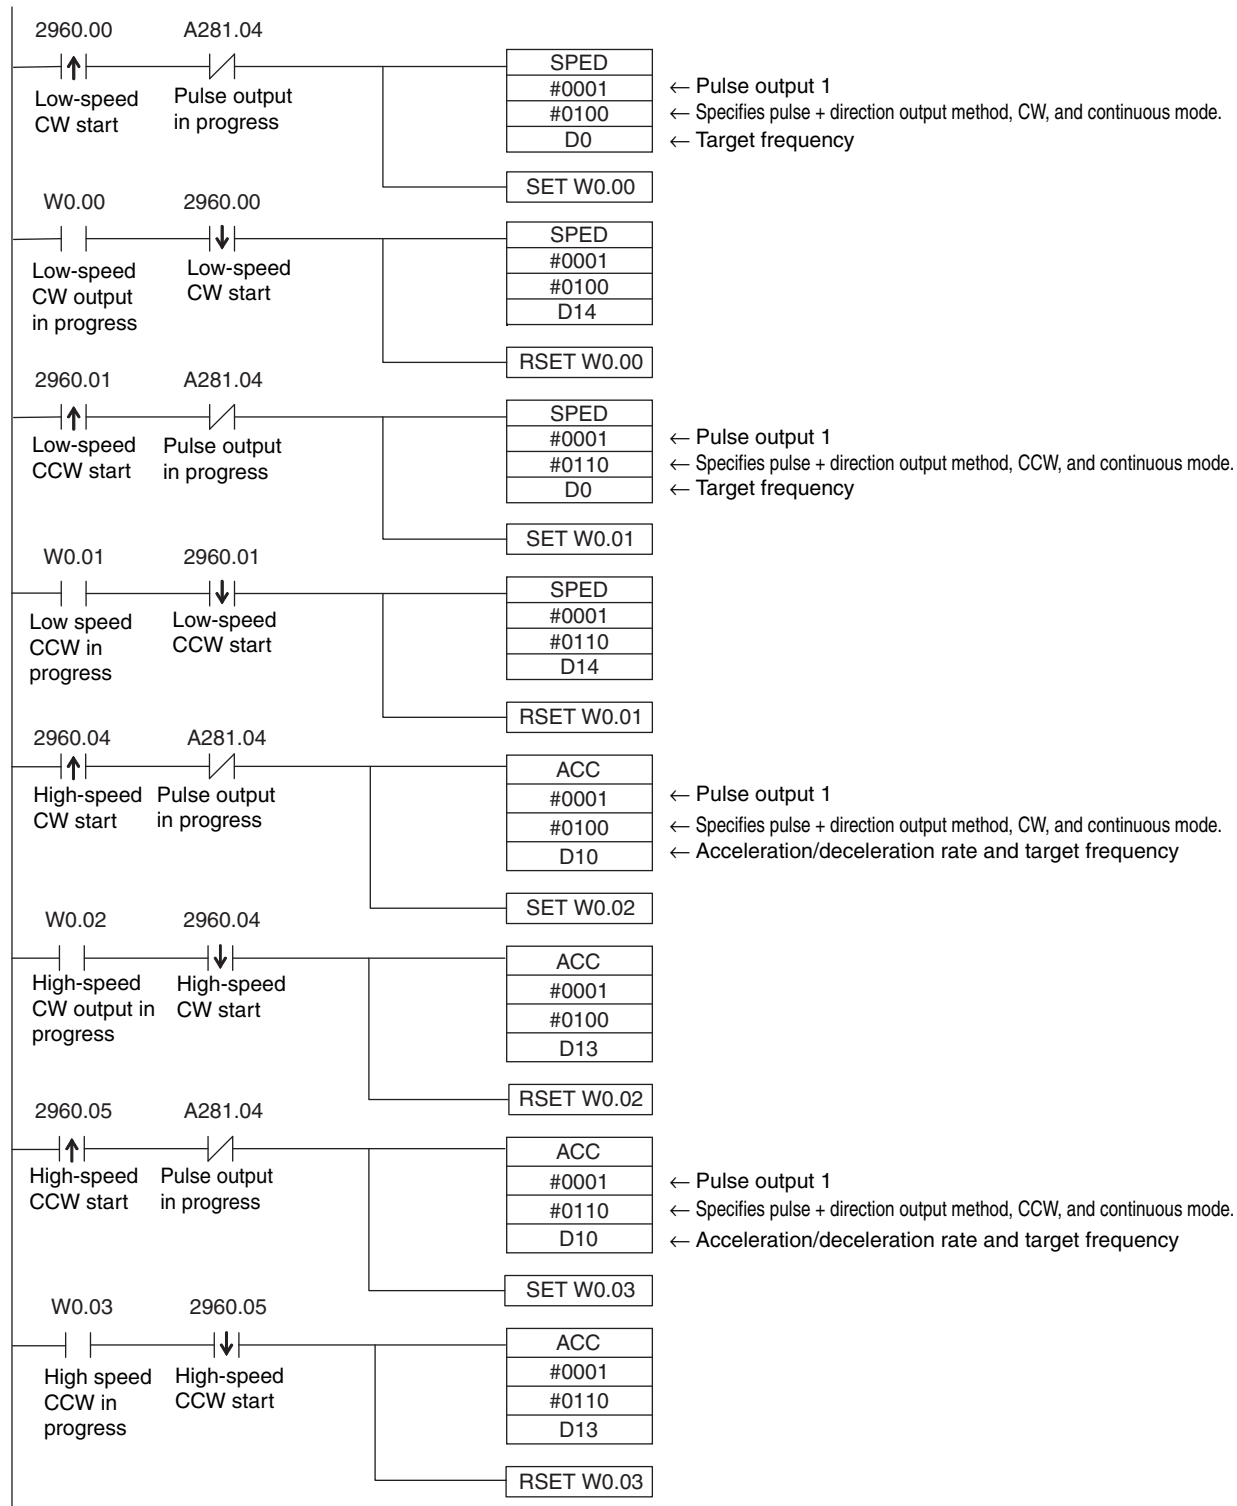 2960.00 A281.04
SPED
#0001 ← Pulse output 1
Low-speed CW start
Pulse output in progress
#0100 ← Specifies pulse + direction output method, CW, and continuous mode.
D0 ← Target frequency
SET W0.00
W0.00 2960.00
SPED
#0001
Low-speed CW output in progress
Low-speed CW start
#0100
D14
RSET W0.00
2960.01 A281.04
SPED
#0001 ← Pulse output 1
Low-speed CCW start
Pulse output in progress
#0110 ← Specifies pulse + direction output method, CCW, and continuous mode.
D0 ← Target frequency
SET W0.01
W0.01 2960.01
SPED
#0001
Low speed CCW in progress
Low-speed CCW start
#0110
D14
RSET W0.01
2960.04 A281.04
ACC
#0001 ← Pulse output 1
High-speed CW start
Pulse output in progress
#0100 ← Specifies pulse + direction output method, CW, and continuous mode.
D10 ← Acceleration/deceleration rate and target frequency
SET W0.02
W0.02 2960.04
ACC
#0001
High-speed CW output in progress
High-speed CW start
#0100
D13
RSET W0.02
2960.05 A281.04
ACC
#0001 ← Pulse output 1
High-speed CCW start
Pulse output in progress
#0110 ← Specifies pulse + direction output method, CCW, and continuous mode.
D10 ← Acceleration/deceleration rate and target frequency
SET W0.03
W0.03 2960.05
ACC
#0001
High speed CCW in progress
High-speed CCW start
#0110
D13
RSET W0.03